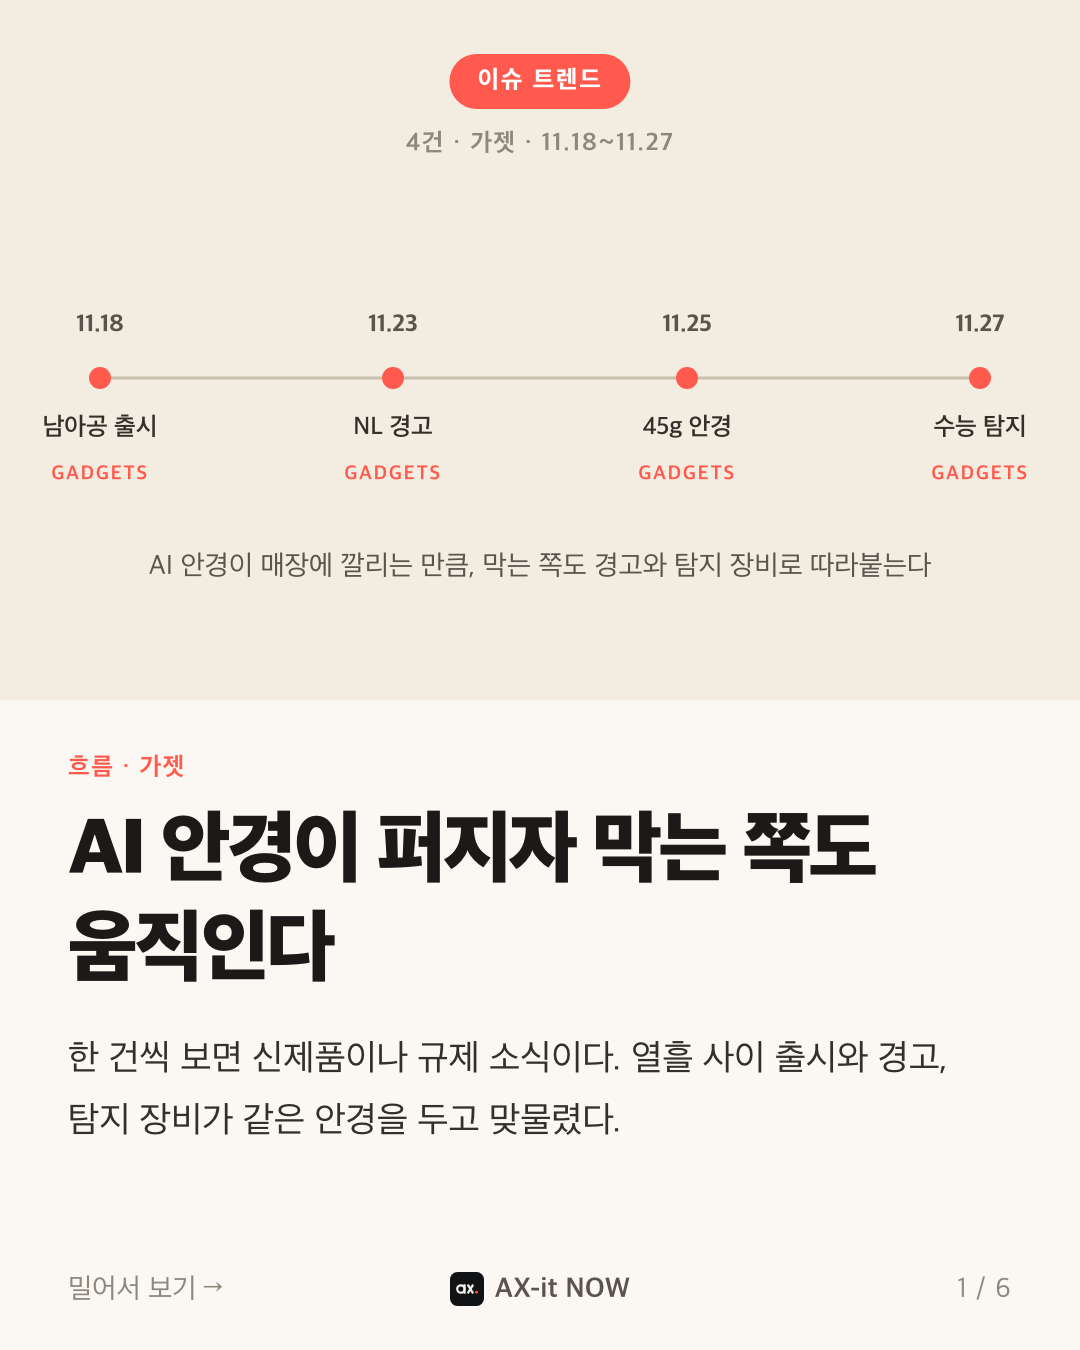 이슈 트렌드
4건 · 가젯 · 11.18~11.27
11.18 11.23 11.25 11.27
남아공 출시 NL 경고 45g 안경 수능 탐지
GADGETS GADGETS GADGETS GADGETS
AI 안경이 매장에 깔리는 만큼, 막는 쪽도 경고와 탐지 장비로 따라붙는다
흐름 · 가젯
AI 안경이 퍼지자 막는 쪽도
움직인다
한 건씩 보면 신제품이나 규제 소식이다. 열흘 사이 출시와 경고,
탐지 장비가 같은 안경을 두고 맞물렸다.
밀어서 보기 → ax. AX-it NOW 1 / 6